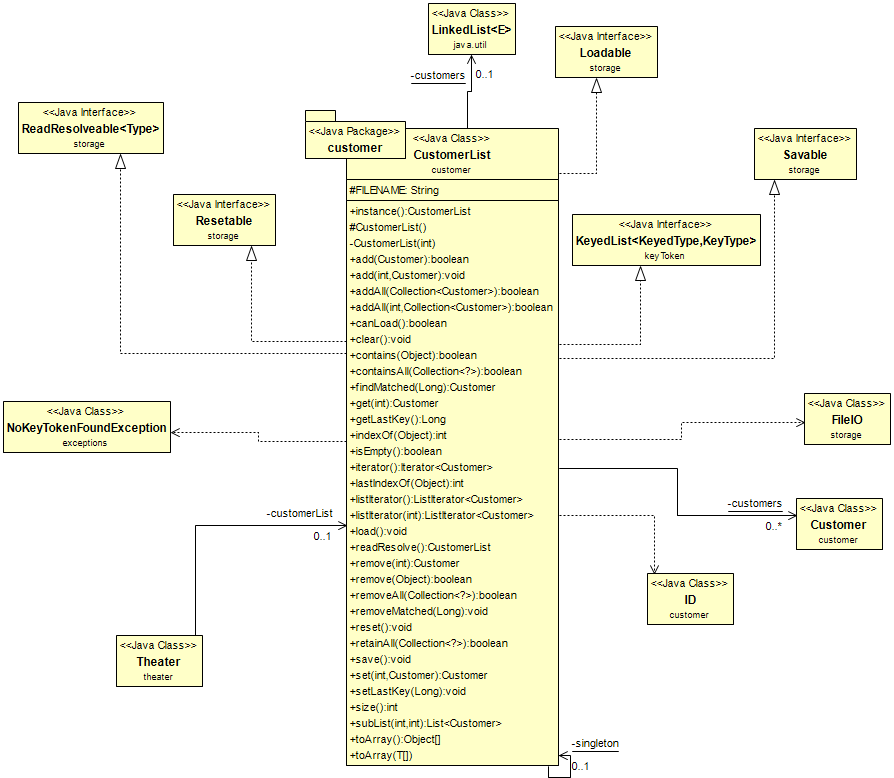 <<Java Class>>
LinkedList<E>
java.util
-customers
0..1
<<Java Interface>>
Loadable
storage
<<Java Interface>>
ReadResolveable<Type>
storage
<<Java Package>>
customer
<<Java Class>>
CustomerList
customer
<<Java Interface>>
Savable
storage
<<Java Interface>>
Resetable
storage
<<Java Interface>>
KeyedList<KeyedType,KeyType>
keyToken
#FILENAME: String
+instance():CustomerList
#CustomerList()
-CustomerList(int)
+add(Customer):boolean
+add(int,Customer):void
+addAll(Collection<Customer>):boolean
+addAll(int,Collection<Customer>):boolean
+canLoad():boolean
+clear():void
+contains(Object):boolean
+containsAll(Collection<?>):boolean
+findMatched(Long):Customer
+get(int):Customer
+getLastKey():Long
+indexOf(Object):int
+isEmpty():boolean
+iterator():Iterator<Customer>
+lastIndexOf(Object):int
+listIterator():ListIterator<Customer>
+listIterator(int):ListIterator<Customer>
+load():void
+readResolve():CustomerList
+remove(int):Customer
+remove(Object):boolean
+removeAll(Collection<?>):boolean
+removeMatched(Long):void
+reset():void
+retainAll(Collection<?>):boolean
+save():void
+set(int,Customer):Customer
+setLastKey(Long):void
+size():int
+subList(int,int):List<Customer>
+toArray():Object[]
+toArray(T[])
<<Java Class>>
NoKeyTokenFoundException
exceptions
<<Java Class>>
FileIO
storage
-customerList
0..1
-customers
0..*
<<Java Class>>
Customer
customer
<<Java Class>>
ID
customer
<<Java Class>>
Theater
theater
-singleton
0..1